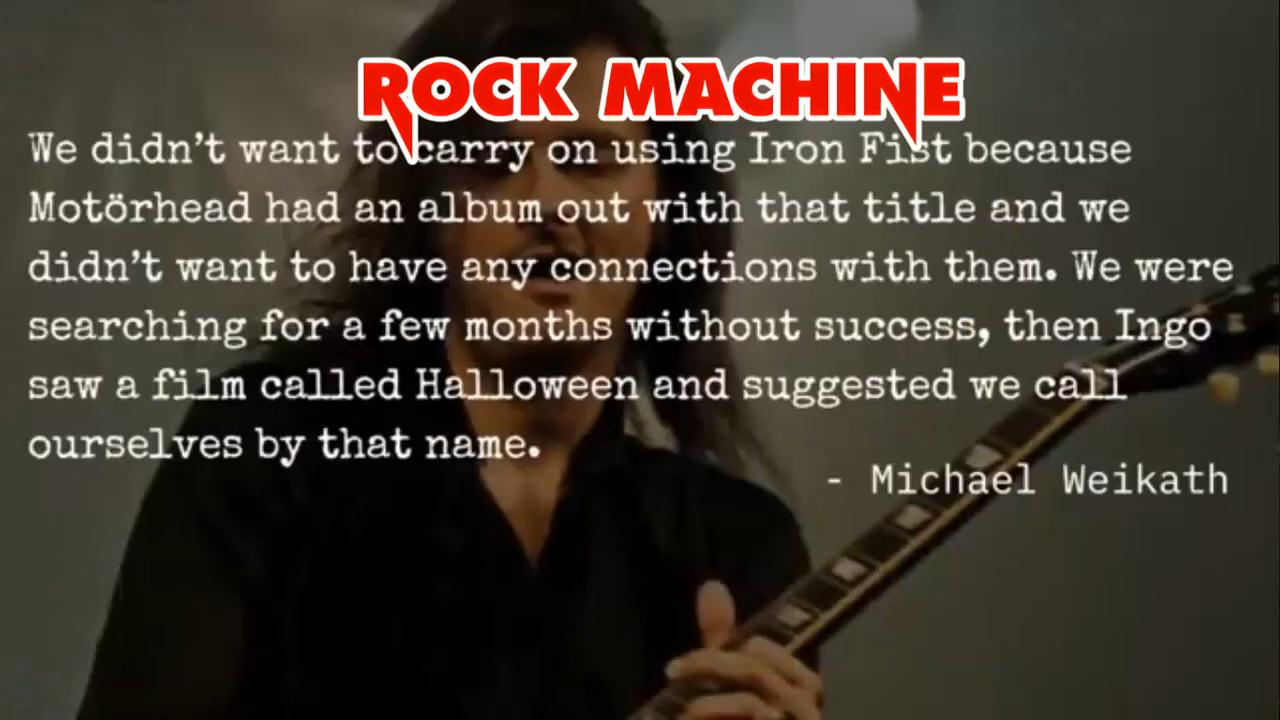 ROCK MACHINE
We didn’t want to carry on using Iron Fist because
Motörhead had an album out with that title and we
didn’t want to have any connections with them. We were
searching for a few months without success, then Ingo
saw a film called Halloween and suggested we call
ourselves by that name.
- Michael Weikath